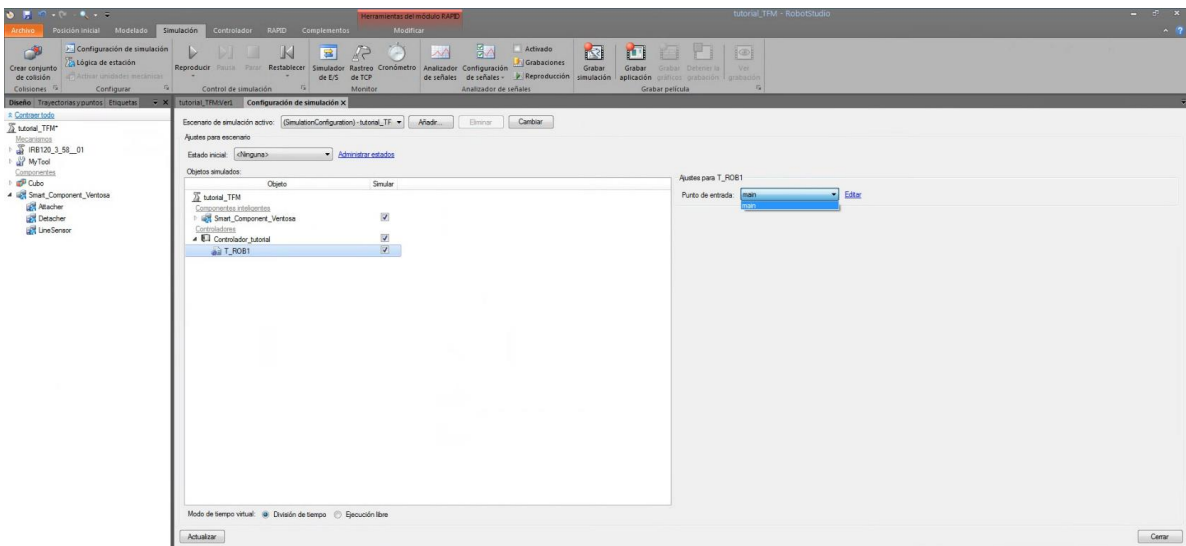 Herramientas del módulo RAPID
tutorial_TFM - RobotStudio
Archivo Posición inicial Modelado Simulación Controlador RAPID Complementos Modificar
Crear conjunto de colisión
Configuración de simulación
Lógica de estación
Activar unidades mecánicas
Reproducir Pausa Parar Restablecer
Simulador de E/S
Rastreo de TCP
Cronómetro
Analizador de señales
Configuración de señales
Activado
Grabaciones
Reproducción
Grabar simulación
Grabar aplicación
Grabar gráficos
Detener la grabación
Ver grabación
Colisiones Configurar Control de simulación Monitor Analizador de señales Grabar película
Diseño Trayectorias y puntos Etiquetas
tutorial_TFM:Ver1 Configuración de simulación X
Contraer todo
tutorial_TFM*
Mecanismos
IRB120_3_58__01
MyTool
Componentes
Cubo
Smart_Component_Ventosa
Attacher
Detacher
LineSensor
Escenario de simulación activo: (SimulationConfiguration) - tutorial_TF Añadir... Eliminar Cambiar
Ajustes para escenario
Estado inicial: <Ninguna> Administrar estados
Objetos simulados:
Objeto Simular
tutorial_TFM
Componentes inteligentes
Smart_Component_Ventosa
Controladores
Controlador_tutorial
T_ROB1
Ajustes para T_ROB1
Punto de entrada: main Editar
main
Modo de tiempo virtual: División de tiempo Ejecución libre
Actualizar Cerrar